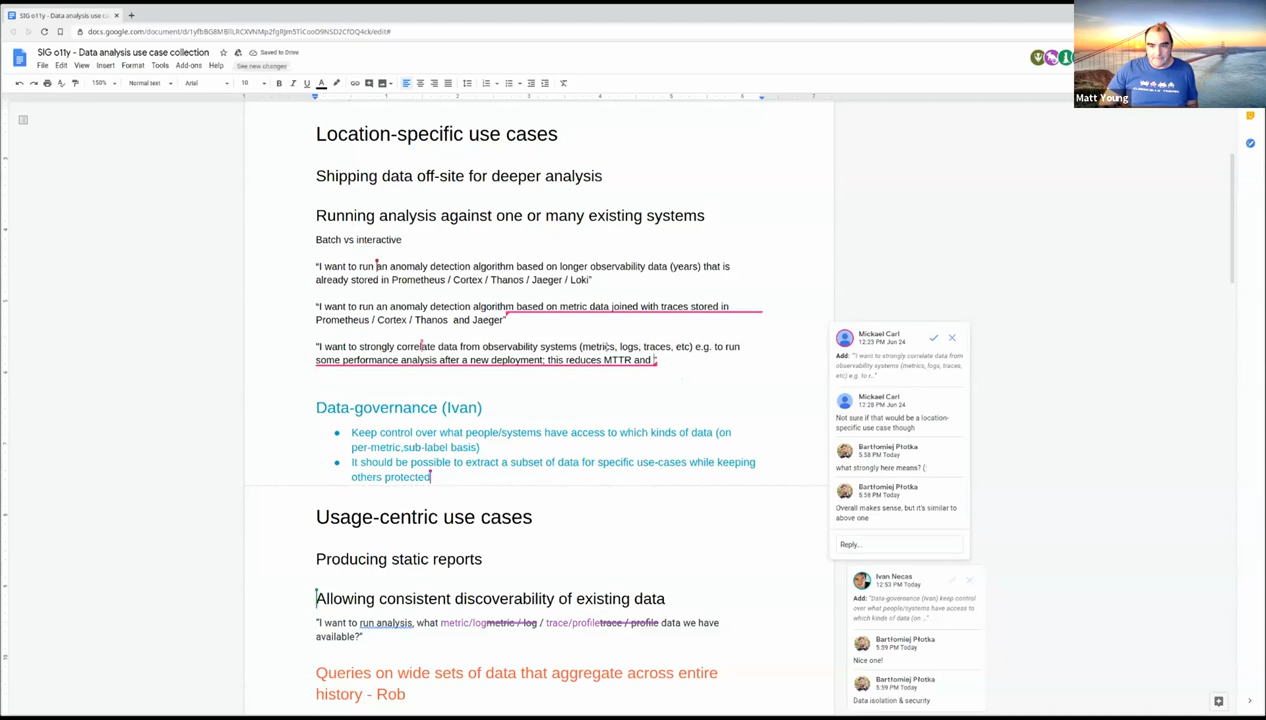 SIG o11y - Data analysis use ca
docs.google.com/document/d/1yfbBG8MBllLRCXVNMp2fgRJm5TiCooO9NSD2CfOQ4ck/edit#
SIG o11y - Data analysis use case collection
Saved to Drive
File Edit View Insert Format Tools Add-ons Help
See new changes
150% Normal text Arial 10
Matt Young
Location-specific use cases
Shipping data off-site for deeper analysis
Running analysis against one or many existing systems
Batch vs interactive
“I want to run an anomaly detection algorithm based on longer observability data (years) that is
already stored in Prometheus / Cortex / Thanos / Jaeger / Loki”
“I want to run an anomaly detection algorithm based on metric data joined with traces stored in
Prometheus / Cortex / Thanos and Jaeger”
“I want to strongly correlate data from observability systems (metrics, logs, traces, etc) e.g. to run
some performance analysis after a new deployment; this reduces MTTR and
Data-governance (Ivan)
● Keep control over what people/systems have access to which kinds of data (on
per-metric,sub-label basis)
● It should be possible to extract a subset of data for specific use-cases while keeping
others protected
Usage-centric use cases
Producing static reports
Allowing consistent discoverability of existing data
“I want to run analysis, what metric/logmetric / log / trace/profiletrace / profile data we have
available?”
Queries on wide sets of data that aggregate across entire
history - Rob
Mickael Carl
12:23 PM Jun 24
Add: “"I want to strongly correlate data from
observability systems (metrics, logs, traces,
etc) e.g. to r...”
Mickael Carl
12:28 PM Jun 24
Not sure if that would be a location-
specific use case though
Bartłomiej Płotka
5:58 PM Today
what strongly here means? (:
Bartłomiej Płotka
5:59 PM Today
Overall makes sense, but it's similar to
above one
Reply...
Ivan Necas
12:53 PM Today
Add: “Data-governance (Ivan) keep control
over what people/systems have access to
which kinds of data (on ...”
Bartłomiej Płotka
5:59 PM Today
Nice one!
Bartłomiej Płotka
5:59 PM Today
Data isolation & security